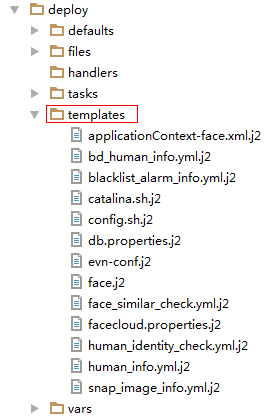 deploy
defaults
files
handlers
tasks
templates
applicationContext-face.xml.j2
bd_human_info.yml.j2
blacklist_alarm_info.yml.j2
catalina.sh.j2
config.sh.j2
db.properties.j2
evn-conf.j2
face.j2
face_similar_check.yml.j2
facecloud.properties.j2
human_identity_check.yml.j2
human_info.yml.j2
snap_image_info.yml.j2
vars